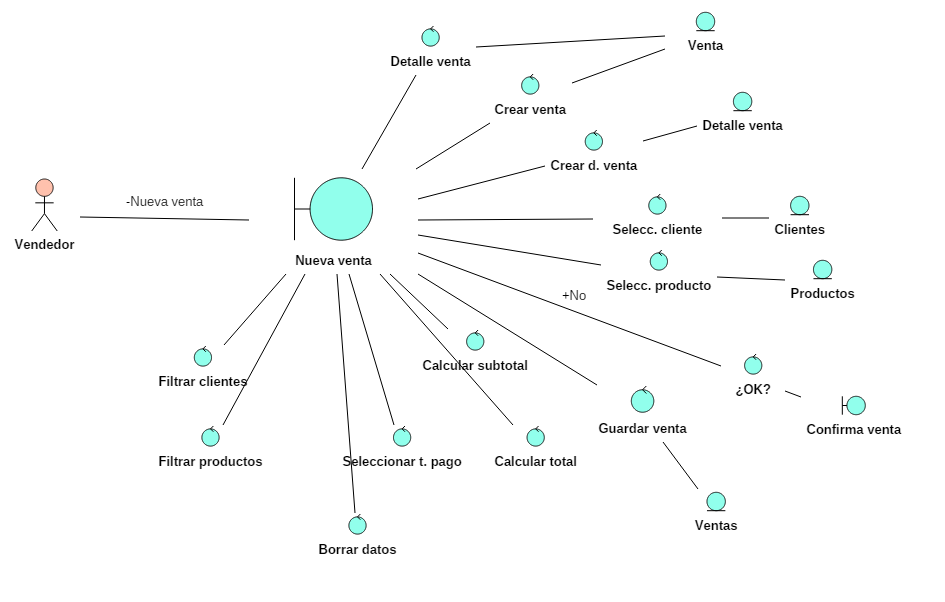 Venta
Detalle venta
Crear venta
Detalle venta
Crear d. venta
-Nueva venta
Selecc. cliente
Clientes
Vendedor
Nueva venta
Selecc. producto
Productos
+No
Calcular subtotal
Filtrar clientes
¿OK?
Guardar venta
Confirma venta
Filtrar productos
Seleccionar t. pago
Calcular total
Ventas
Borrar datos